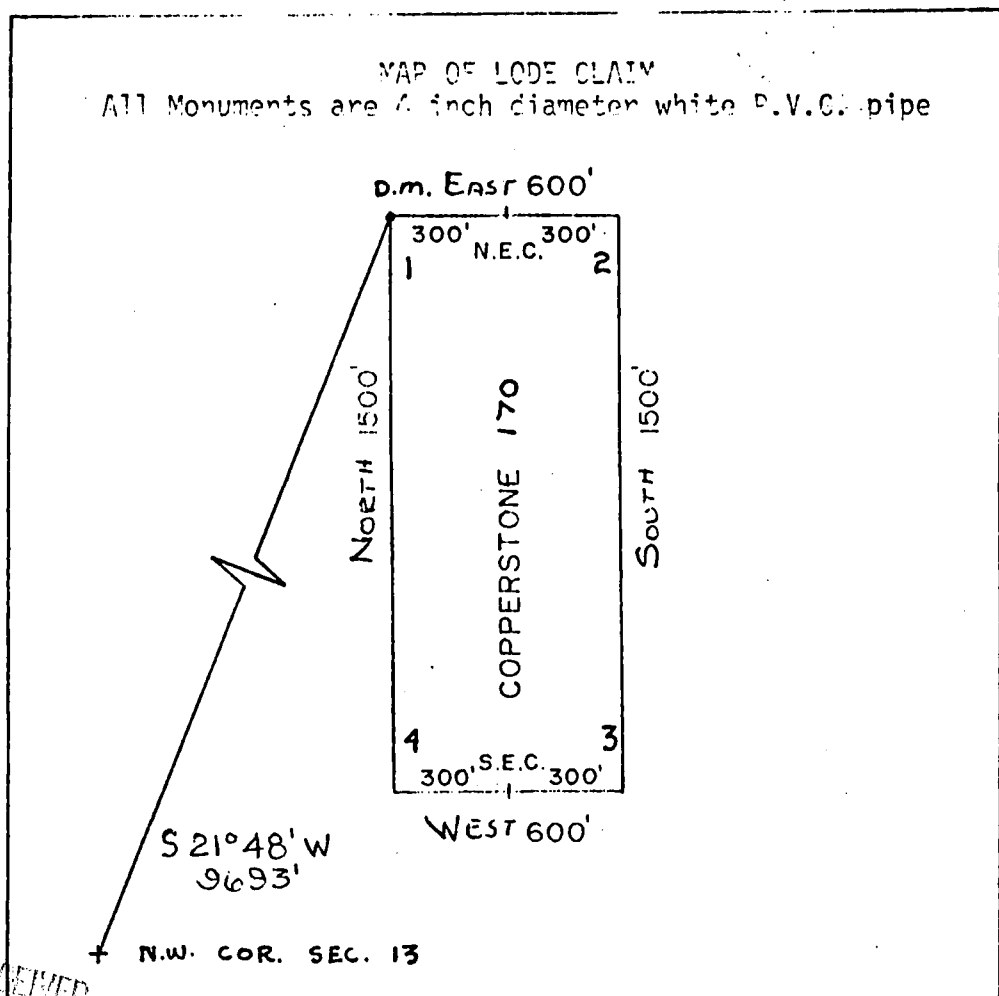 MAP OF LODE CLAIM
All Monuments are 4 inch diameter white P.V.C. pipe
D.M. EAST 600'
300' 300'
N.E.C.
1 2
NORTH 1500'
COPPERSTONE 170
SOUTH 1500'
4 3
300' S.E.C. 300'
WEST 600'
S 21° 48' W
9693'
N.W. COR. SEC. 13